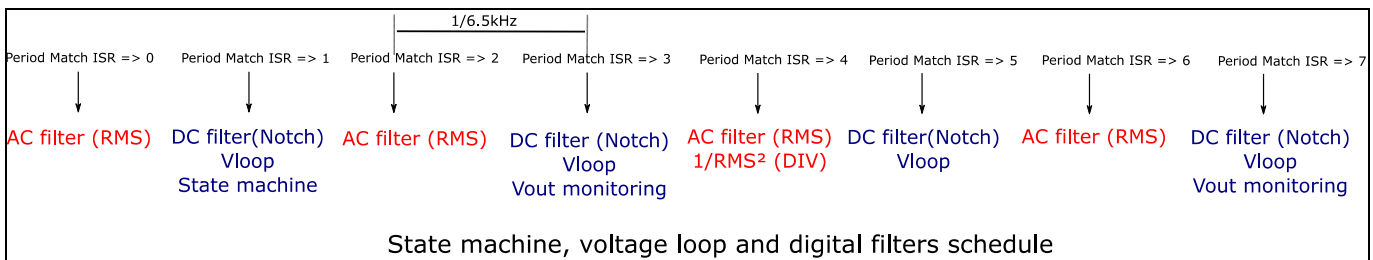 1/6.5kHz
Period Match ISR => 0
Period Match ISR => 1
Period Match ISR => 2
Period Match ISR => 3
Period Match ISR => 4
Period Match ISR => 5
Period Match ISR => 6
Period Match ISR => 7
AC filter (RMS)
DC filter(Notch)
Vloop
State machine
AC filter (RMS)
DC filter (Notch)
Vloop
Vout monitoring
AC filter (RMS)
1/RMS² (DIV)
DC filter(Notch)
Vloop
AC filter (RMS)
DC filter (Notch)
Vloop
Vout monitoring
State machine, voltage loop and digital filters schedule